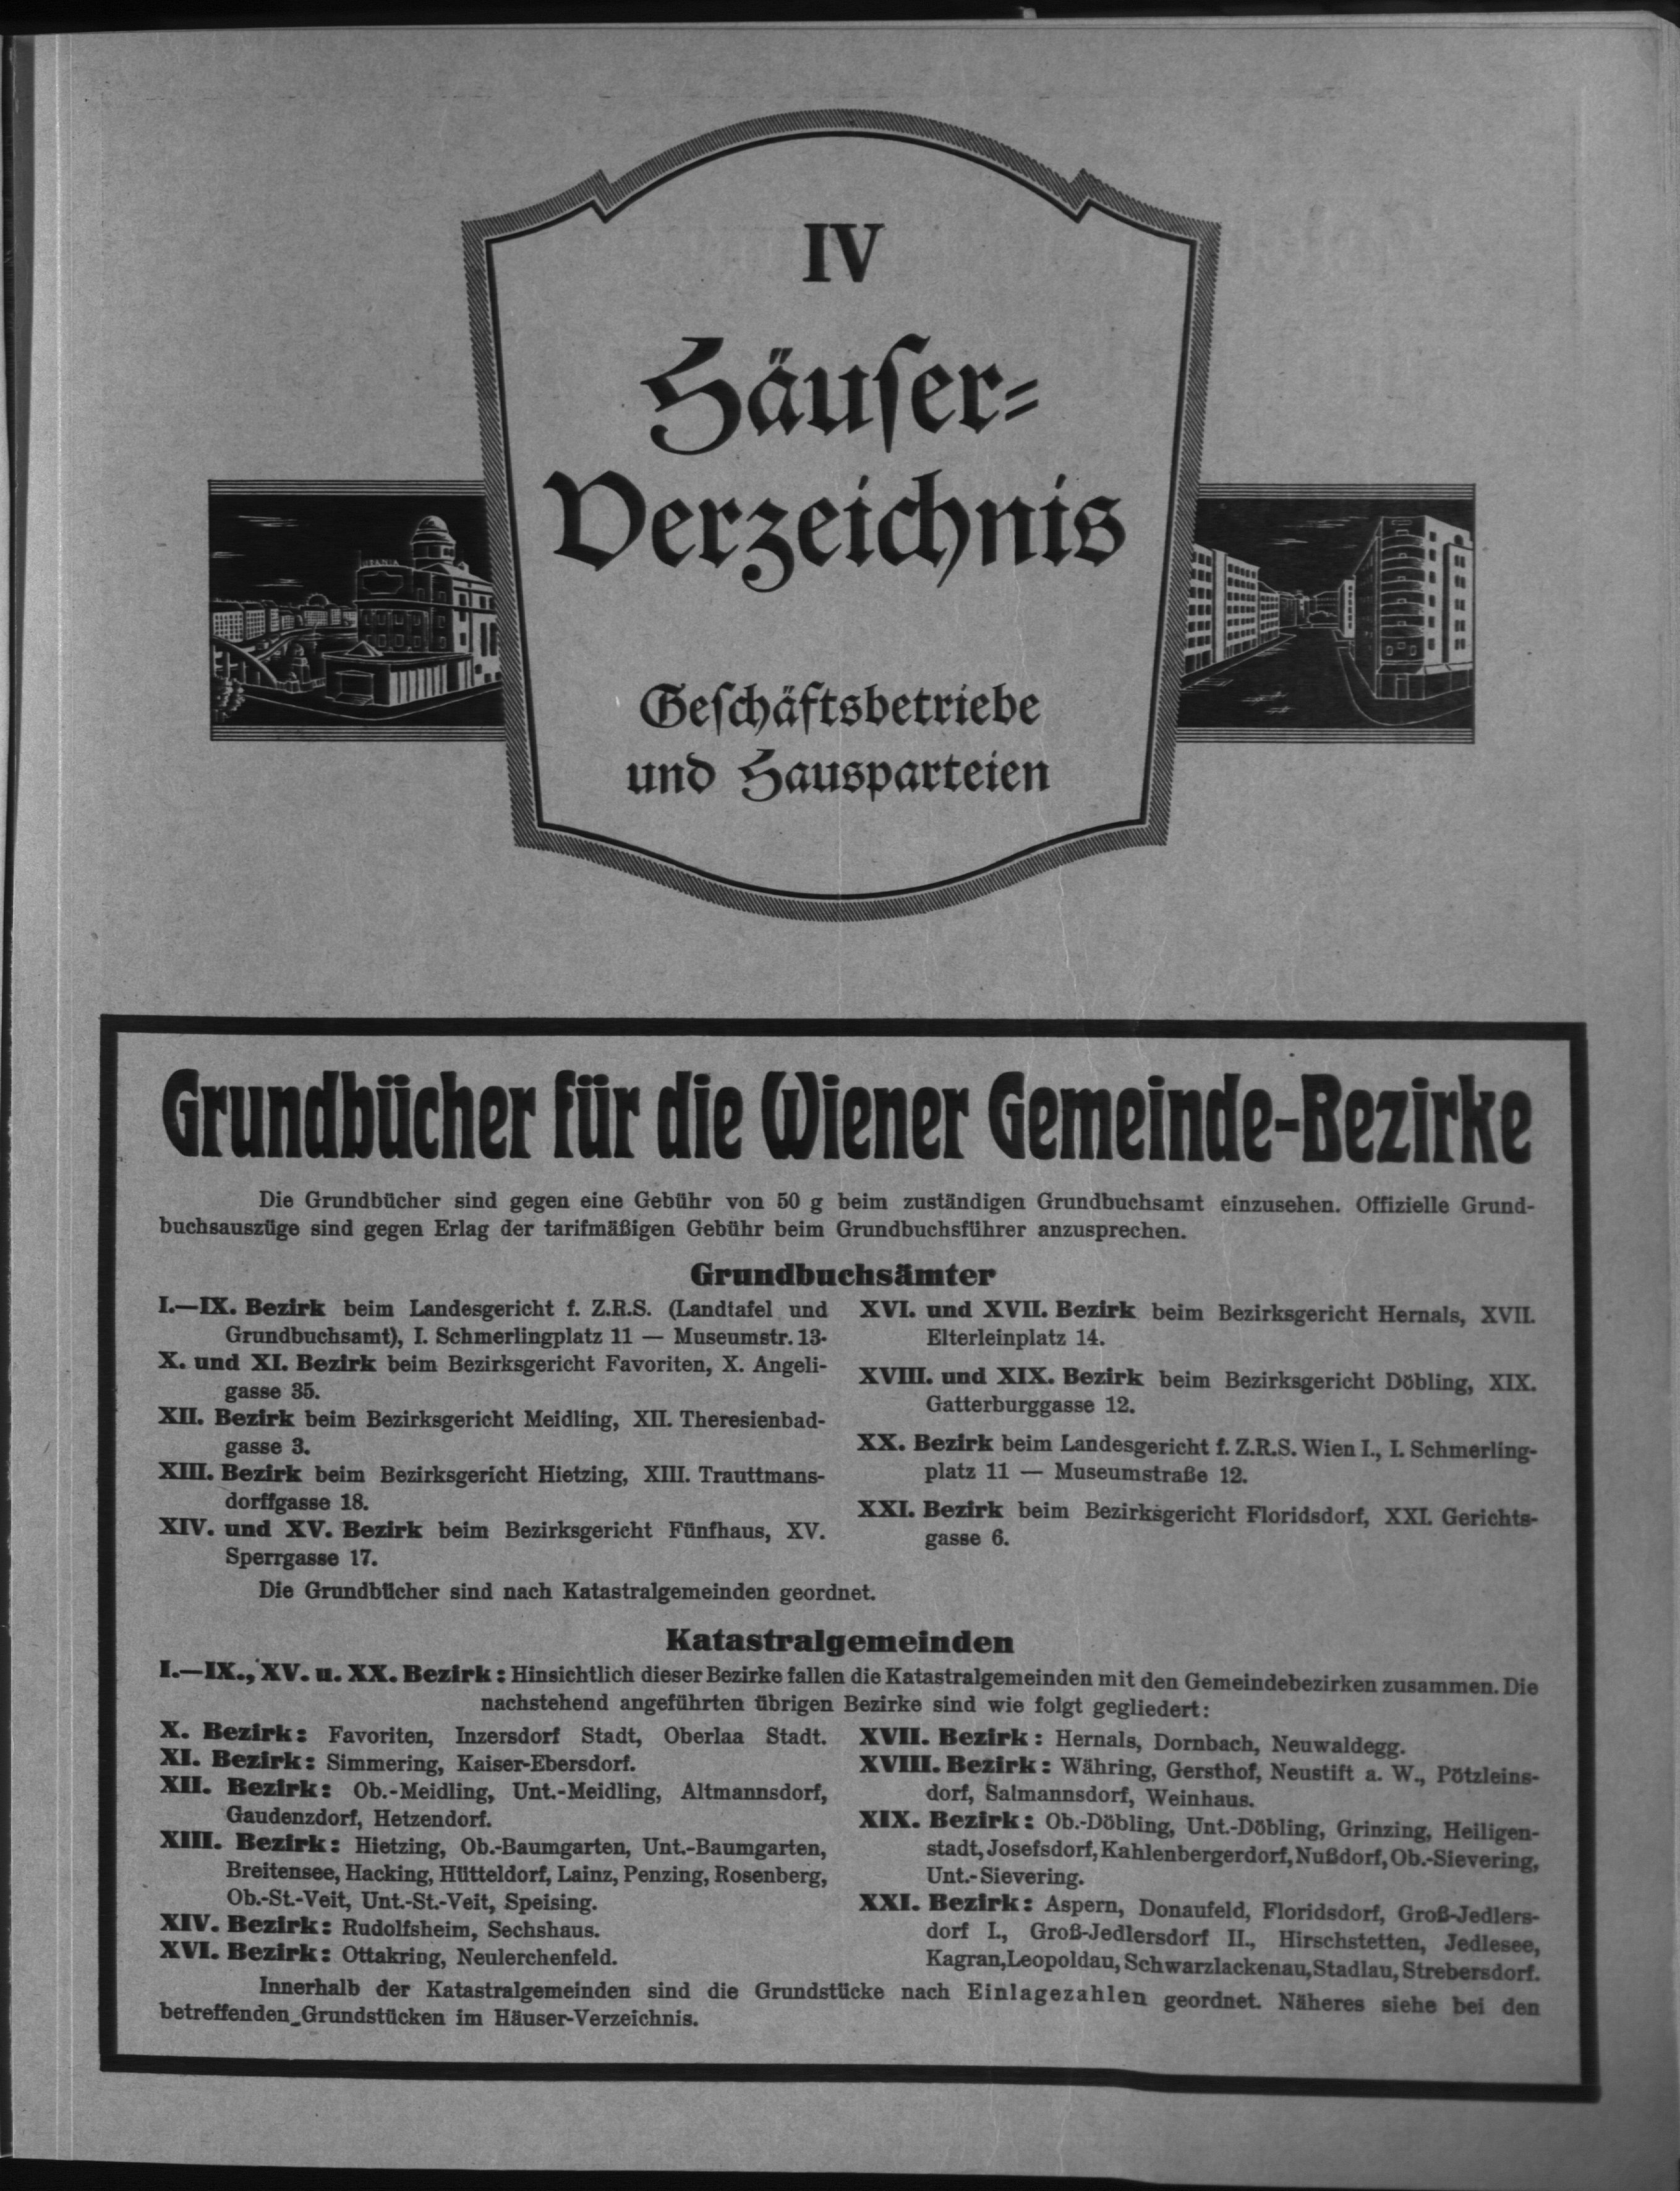 IV
Häuser-
Verzeichnis
URANIA
Geschäftsbetriebe
und Hausparteien
Grundbücher für die Wiener Gemeinde-Bezirke
Die Grundbücher sind gegen eine Gebühr von 50 g beim zuständigen Grundbuchsamt einzusehen. Offizielle Grund-
buchsauszüge sind gegen Erlag der tarifmäßigen Gebühr beim Grundbuchsführer anzusprechen.
Grundbuchsämter
I.—IX. Bezirk beim Landesgericht f. Z.R.S. (Landtafel und
Grundbuchsamt), I. Schmerlingplatz 11 — Museumstr. 13.
X. und XI. Bezirk beim Bezirksgericht Favoriten, X. Angeli-
gasse 35.
XII. Bezirk beim Bezirksgericht Meidling, XII. Theresienbad-
gasse 3.
XIII. Bezirk beim Bezirksgericht Hietzing, XIII. Trauttmans-
dorffgasse 18.
XIV. und XV. Bezirk beim Bezirksgericht Fünfhaus, XV.
Sperrgasse 17.
XVI. und XVII. Bezirk beim Bezirksgericht Hernals, XVII.
Elterleinplatz 14.
XVIII. und XIX. Bezirk beim Bezirksgericht Döbling, XIX.
Gatterburggasse 12.
XX. Bezirk beim Landesgericht f. Z.R.S. Wien I., I. Schmerling-
platz 11 — Museumstraße 12.
XXI. Bezirk beim Bezirksgericht Floridsdorf, XXI. Gerichts-
gasse 6.
Die Grundbücher sind nach Katastralgemeinden geordnet.
Katastralgemeinden
I.—IX., XV. u. XX. Bezirk: Hinsichtlich dieser Bezirke fallen die Katastralgemeinden mit den Gemeindebezirken zusammen. Die
nachstehend angeführten übrigen Bezirke sind wie folgt gegliedert:
X. Bezirk: Favoriten, Inzersdorf Stadt, Oberlaa Stadt.
XI. Bezirk: Simmering, Kaiser-Ebersdorf.
XII. Bezirk: Ob.-Meidling, Unt.-Meidling, Altmannsdorf,
Gaudenzdorf, Hetzendorf.
XIII. Bezirk: Hietzing, Ob.-Baumgarten, Unt.-Baumgarten,
Breitensee, Hacking, Hütteldorf, Lainz, Penzing, Rosenberg,
Ob.-St.-Veit, Unt.-St.-Veit, Speising.
XIV. Bezirk: Rudolfsheim, Sechshaus.
XVI. Bezirk: Ottakring, Neulerchenfeld.
XVII. Bezirk: Hernals, Dornbach, Neuwaldegg.
XVIII. Bezirk: Währing, Gersthof, Neustift a. W., Pötzleins-
dorf, Salmannsdorf, Weinhaus.
XIX. Bezirk: Ob.-Döbling, Unt.-Döbling, Grinzing, Heiligen-
stadt, Josefsdorf, Kahlenbergerdorf, Nußdorf, Ob.-Sievering,
Unt.-Sievering.
XXI. Bezirk: Aspern, Donaufeld, Floridsdorf, Groß-Jedlers-
dorf I., Groß-Jedlersdorf II., Hirschstetten, Jedlesee,
Kagran, Leopoldau, Schwarzlackenau, Stadlau, Strebersdorf.
Innerhalb der Katastralgemeinden sind die Grundstücke nach Einlagezahlen geordnet. Näheres siehe bei den
betreffenden Grundstücken im Häuser-Verzeichnis.